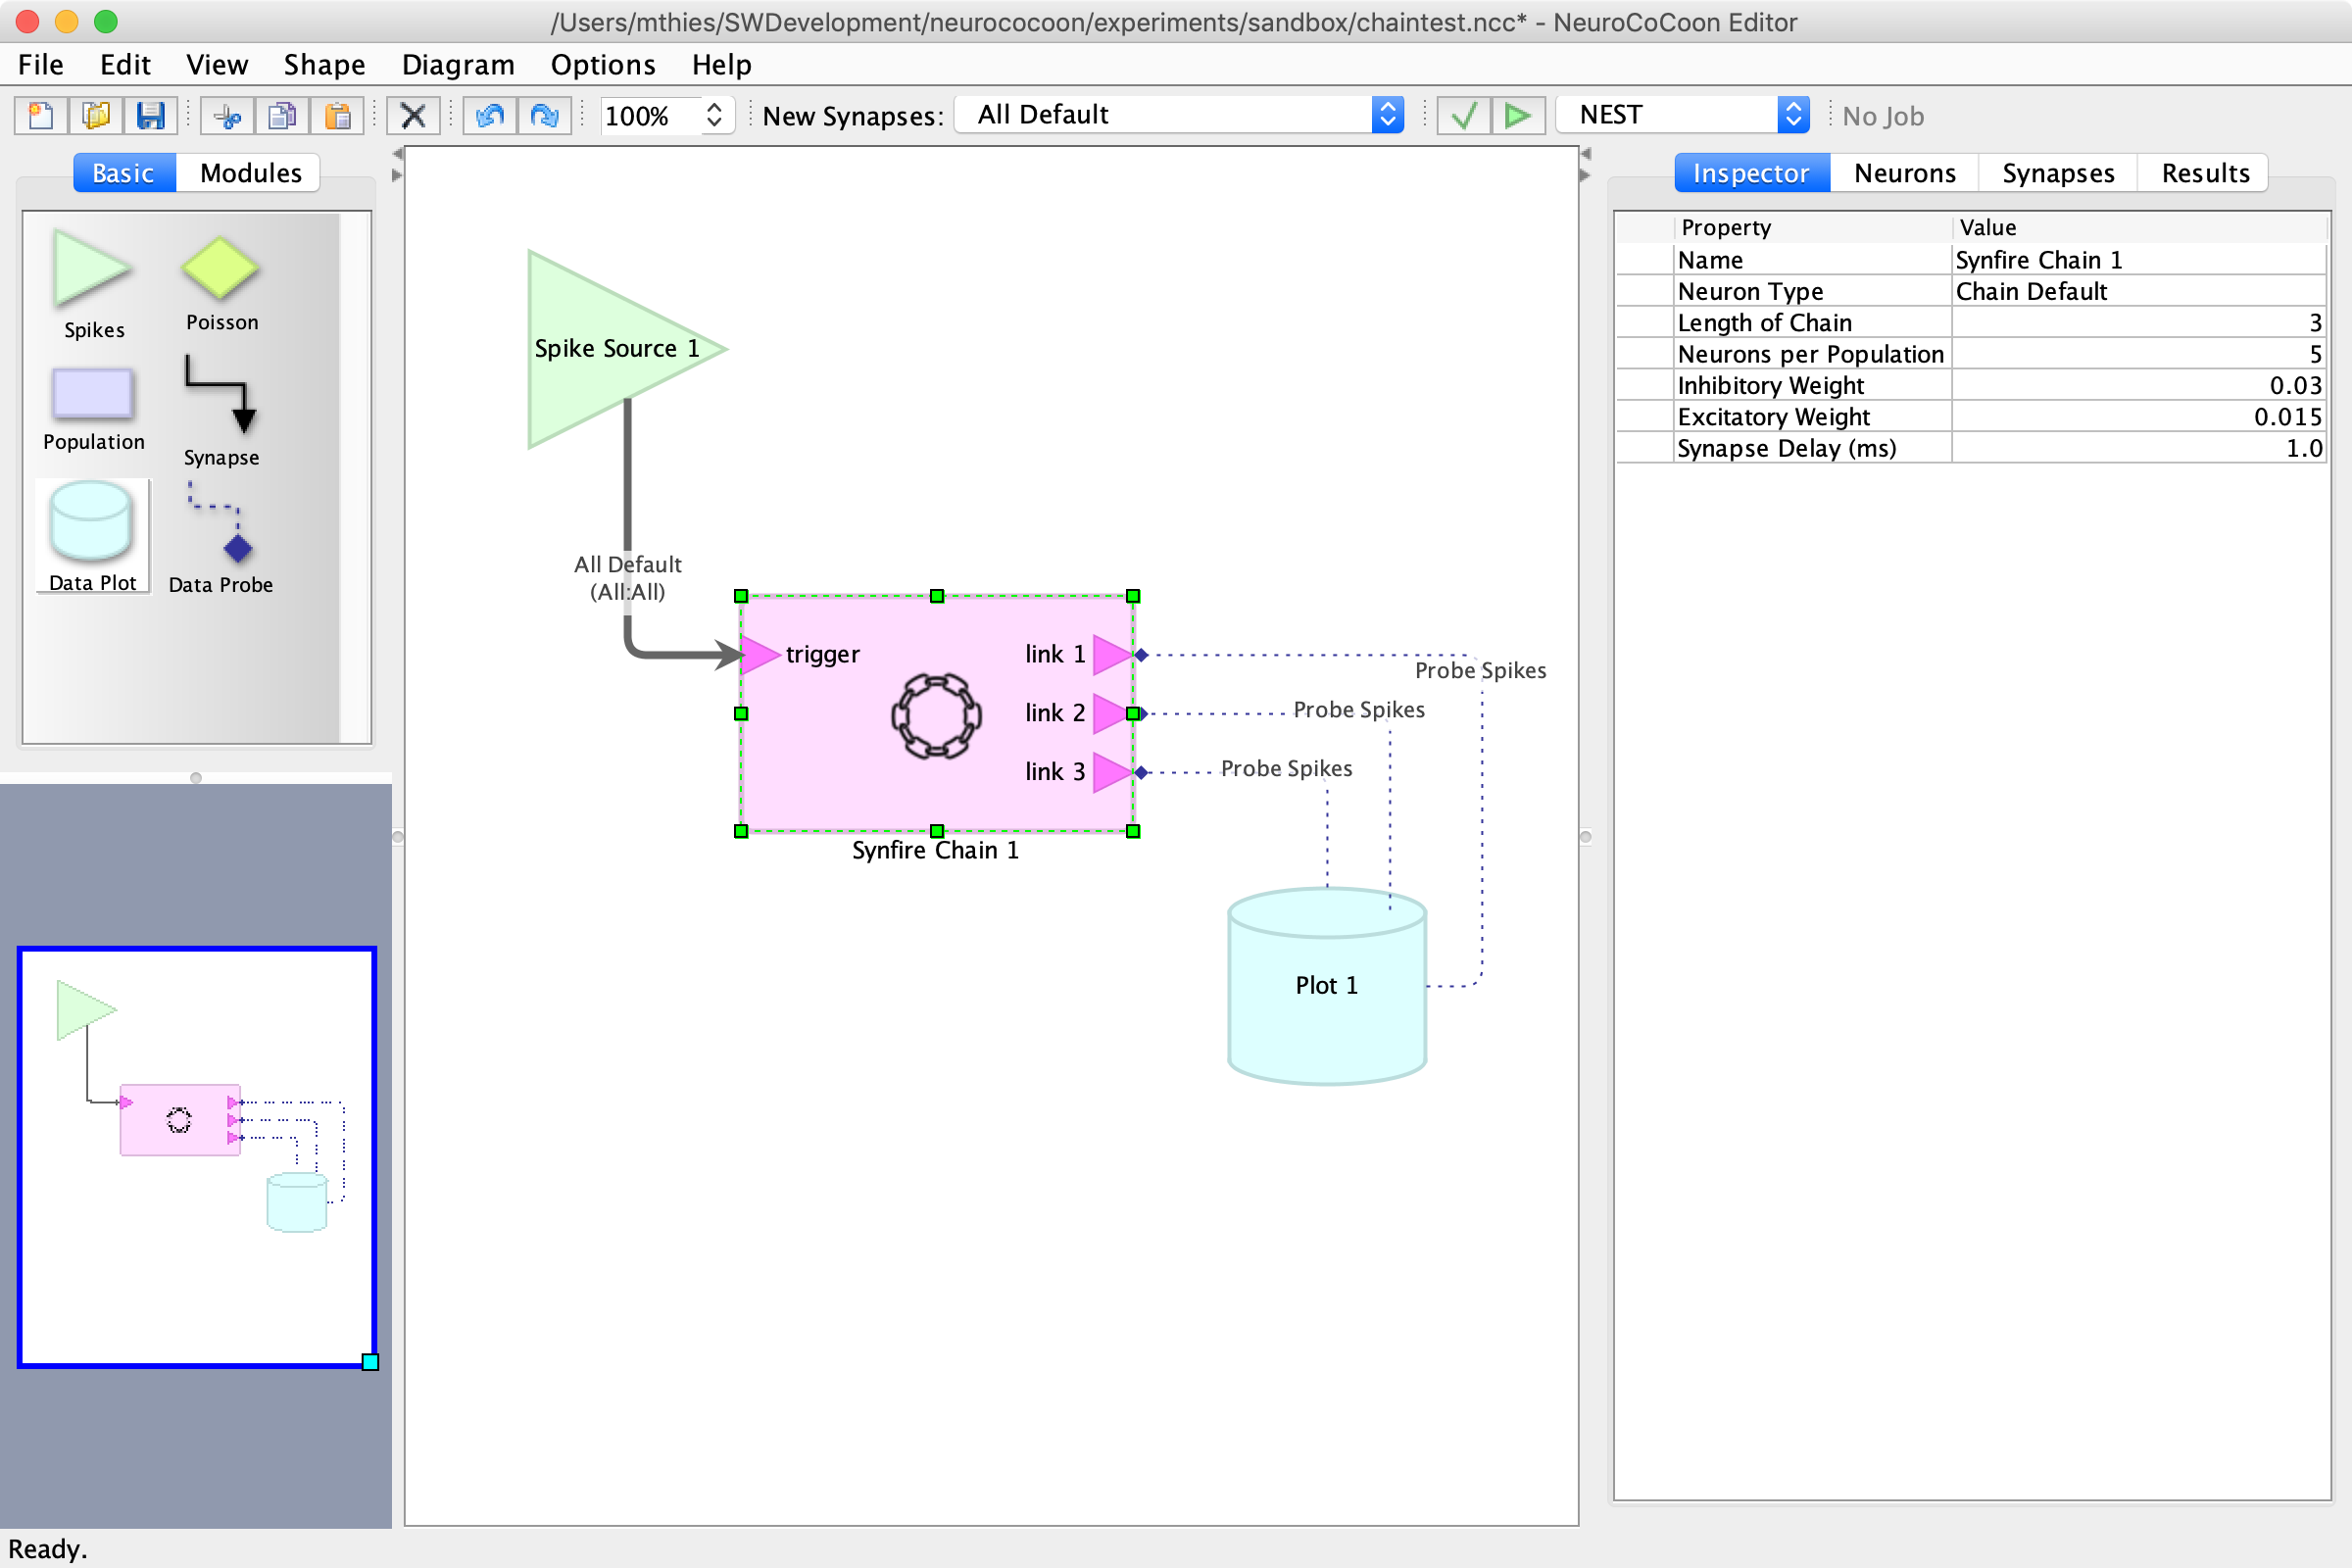 /Users/mthies/SWDevelopment/neurococoon/experiments/sandbox/chaintest.ncc* - NeuroCoCoon Editor
File Edit View Shape Diagram Options Help
100% New Synapses: All Default NEST No Job
Basic Modules
Spikes Poisson
Population Synapse
Data Plot Data Probe
Spike Source 1
All Default
(All:All)
trigger
link 1
link 2
link 3
Probe Spikes
Probe Spikes
Probe Spikes
Synfire Chain 1
Plot 1
Inspector Neurons Synapses Results
Property Value
Name Synfire Chain 1
Neuron Type Chain Default
Length of Chain 3
Neurons per Population 5
Inhibitory Weight 0.03
Excitatory Weight 0.015
Synapse Delay (ms) 1.0
Ready.